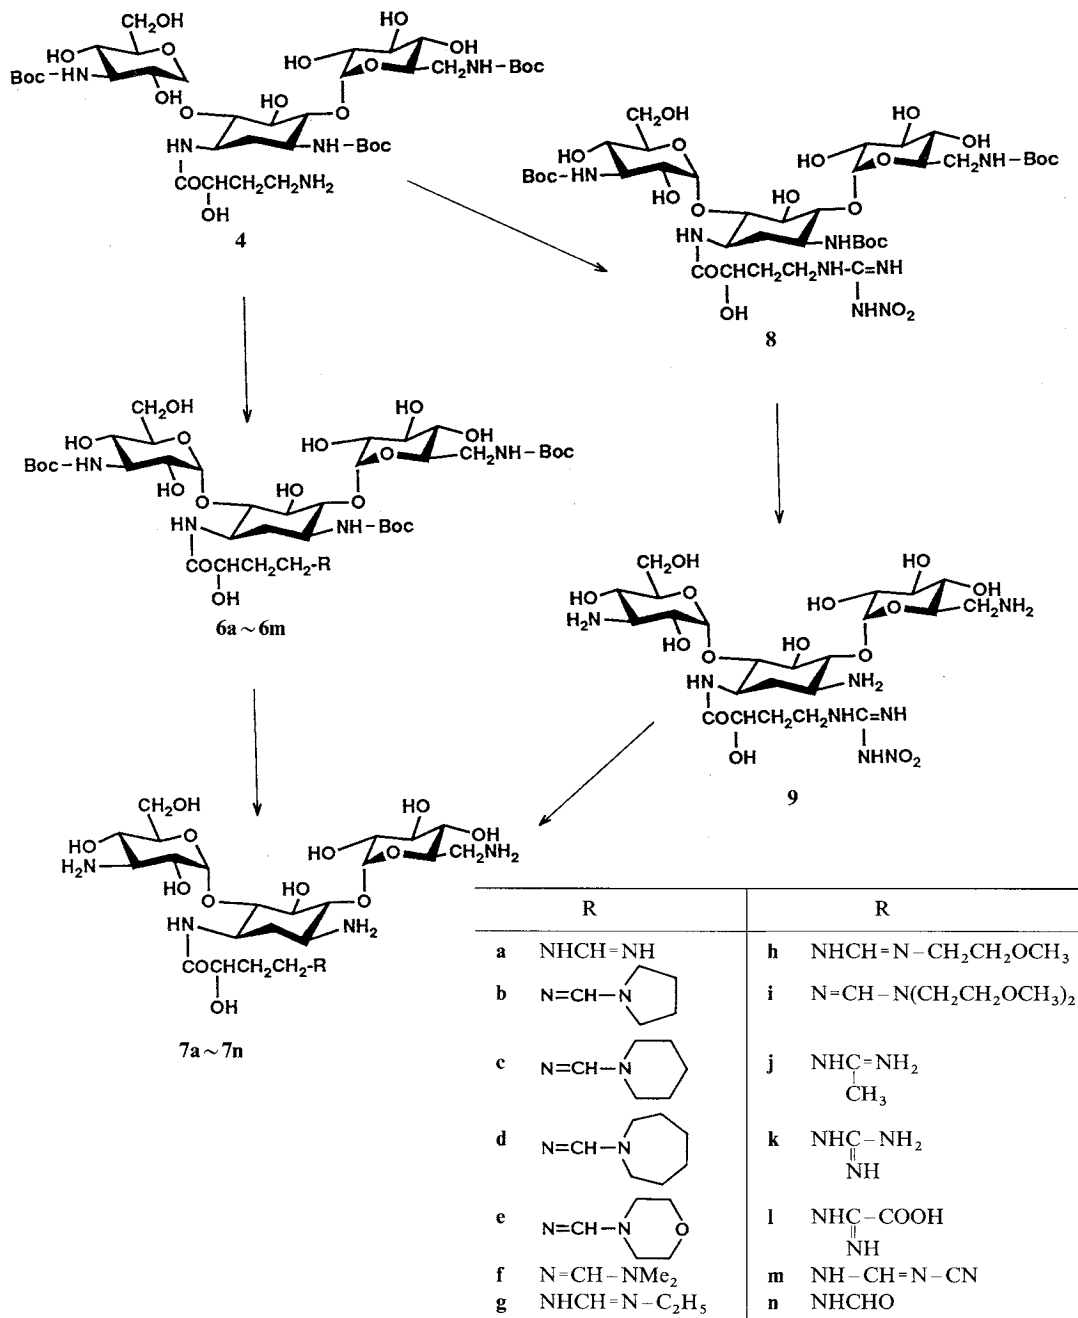 CH₂OH
HO
O
HO
Boc-HN
OH
O
HO
HO
OH
HO
O
CH₂NH-Boc
O
HN
NH-Boc
COCHCH₂CH₂NH₂
OH
4
CH₂OH
HO
O
HO
Boc-HN
HO
O
HO
HO
OH
HO
O
CH₂NH-Boc
O
HN
NHBoc
COCHCH₂CH₂NH-C=NH
OH
NHNO₂
8
CH₂OH
HO
O
Boc-HN
HO
O
HO
HO
OH
HO
O
CH₂NH-Boc
O
HN
NH-Boc
COCHCH₂CH₂-R
OH
6a~6m
CH₂OH
HO
O
H₂N
HO
O
HO
HO
OH
HO
O
CH₂NH₂
O
HN
NH₂
COCHCH₂CH₂NHC=NH
OH
NHNO₂
9
CH₂OH
HO
O
H₂N
HO
O
HO
HO
OH
HO
O
CH₂NH₂
O
HN
NH₂
COCHCH₂CH₂-R
OH
7a~7n
R R
a NHCH=NH h NHCH=N-CH₂CH₂OCH₃
b N=CH-N i N=CH-N(CH₂CH₂OCH₃)₂
c N=CH-N j NHC=NH₂
CH₃
d N=CH-N k NHC-NH₂
NH
e N=CH-N O l NHC-COOH
NH
f N=CH-NMe₂ m NH-CH=N-CN
g NHCH=N-C₂H₅ n NHCHO